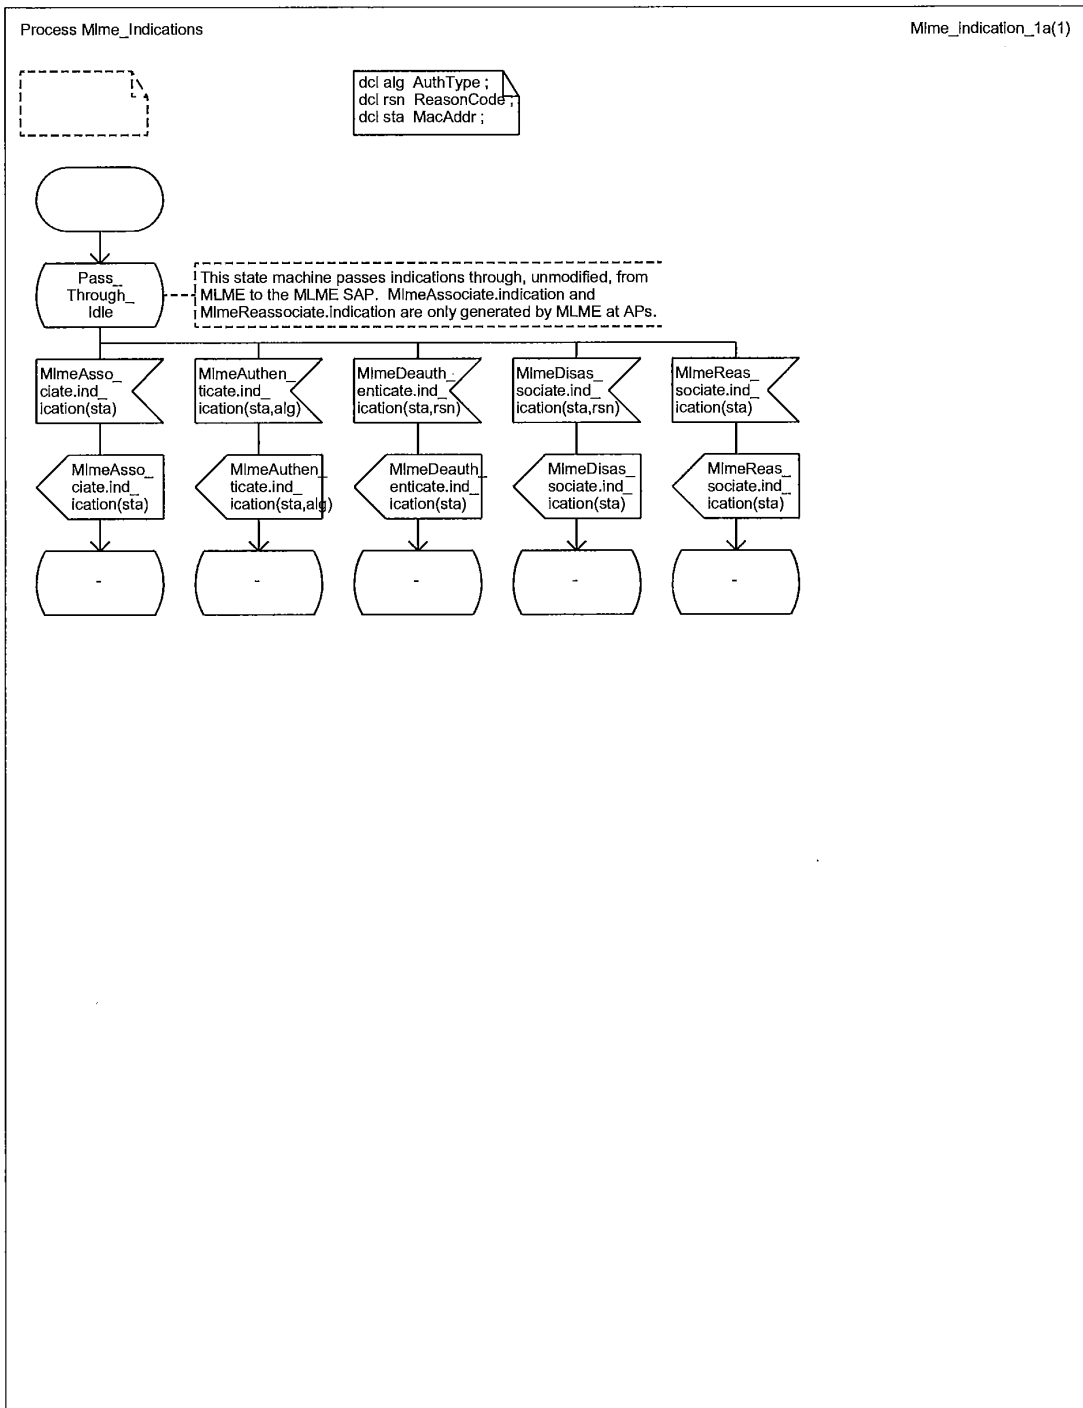 Process Mlme_Indications
Mlme_indication_1a(1)
dcl alg AuthType ;
dcl rsn ReasonCode ;
dcl sta MacAddr ;
Pass_
Through_
Idle
This state machine passes indications through, unmodified, from
MLME to the MLME SAP. MlmeAssociate.indication and
MlmeReassociate.indication are only generated by MLME at APs.
MlmeAsso_
ciate.ind_
ication(sta)
MlmeAuthen_
ticate.ind_
ication(sta,alg)
MlmeDeauth_
enticate.ind_
ication(sta,rsn)
MlmeDisas_
sociate.ind_
ication(sta,rsn)
MlmeReas_
sociate.ind_
ication(sta)
MlmeAsso_
ciate.ind_
ication(sta)
MlmeAuthen_
ticate.ind_
ication(sta,alg)
MlmeDeauth_
enticate.ind_
ication(sta)
MlmeDisas_
sociate.ind_
ication(sta)
MlmeReas_
sociate.ind_
ication(sta)
-
-
-
-
-